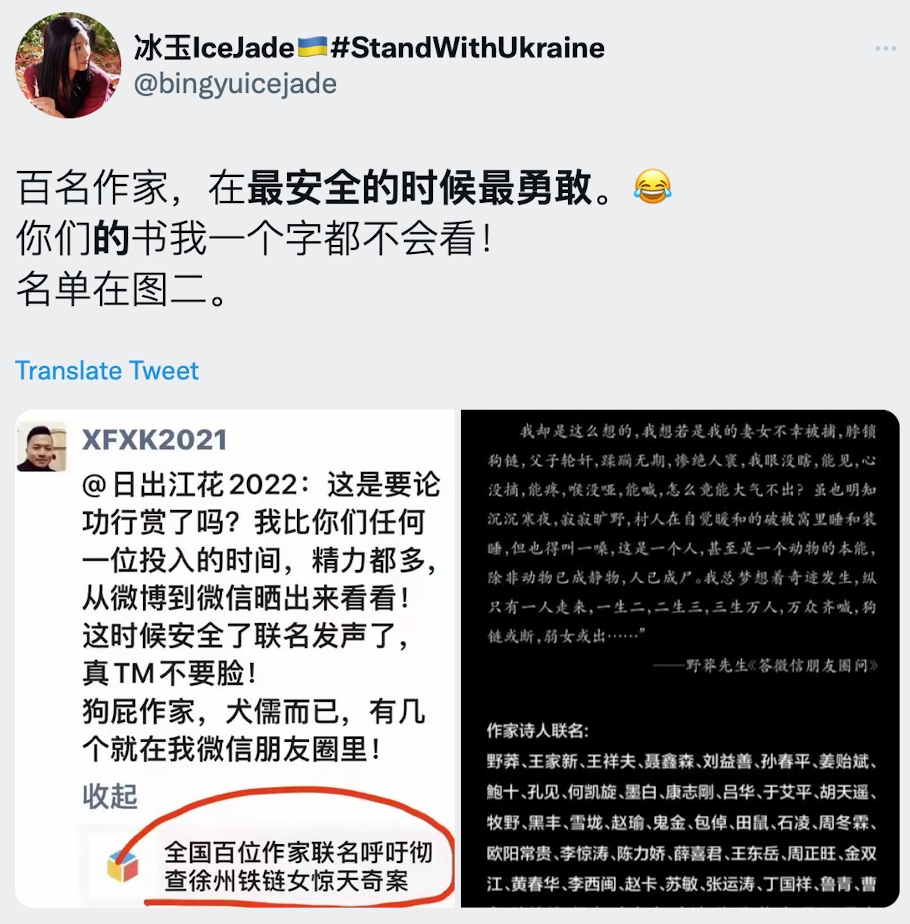 冰玉IceJade🇺🇦#StandWithUkraine
@bingyuicejade
百名作家，在最安全的时候最勇敢。😂
你们的书我一个字都不会看！
名单在图二。
Translate Tweet
XFXK2021
@日出江花2022：这是要论
功行赏了吗？我比你们任何
一位投入的时间，精力都多，
从微博到微信晒出来看看！
这时候安全了联名发声了，
真TM不要脸！
狗屁作家，犬儒而已，有几
个就在我微信朋友圈里！
收起
全国百位作家联名呼吁彻
查徐州铁链女惊天奇案
我却是这么想的，我想若是我的妻女不幸被捕，脖锁
狗链，父子轮奸，蹂蹦无期，惨绝人寰，我眼没瞎，能见，心
没摘，能疼，喉没哑，能喊，怎么竟能大气不出？虽也明知
沉沉寒夜，寂寂旷野，村人在自觉暖和的破被窝里睡和装
睡，但也得叫一嗓，这是一个人，甚至是一个动物的本能，
除非动物已成静物，人已成尸。我总梦想着奇迹发生，纵
只有一人走来，一生二，二生三，三生万人，万众齐喊，狗
链或断，弱女或出……”
——野莽先生《答微信朋友圈问》
作家诗人联名：
野莽、王家新、王祥夫、聂鑫森、刘益善、孙春平、姜贻斌、
鲍十、孔见、何凯旋、墨白、康志刚、吕华、于艾平、胡天遥、
牧野、黑丰、雪垅、赵瑜、鬼金、包倬、田鼠、石凌、周冬霖、
欧阳常贵、李惊涛、陈力娇、薛喜君、王东岳、周正旺、金双
江、黄春华、李西闽、赵卡、苏敏、张运涛、丁国祥、鲁青、曹